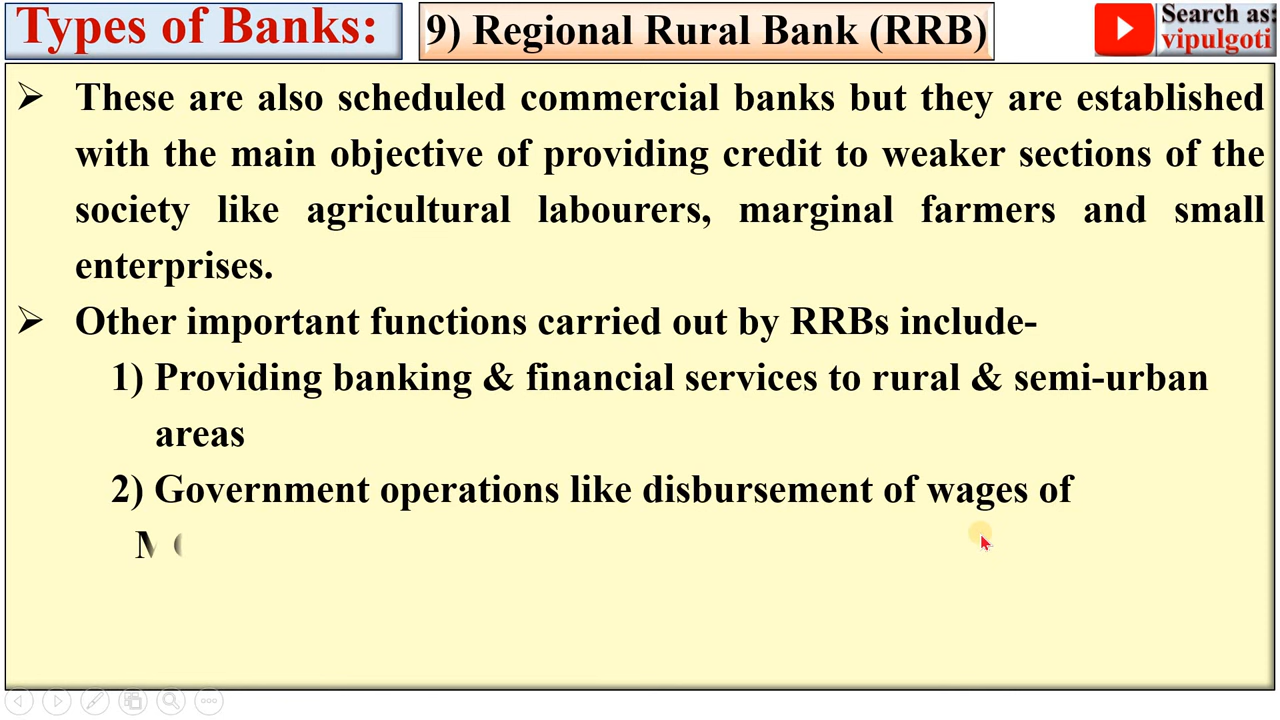 Types of Banks:
9) Regional Rural Bank (RRB)
Search as:
vipulgoti
➤ These are also scheduled commercial banks but they are established
with the main objective of providing credit to weaker sections of the
society like agricultural labourers, marginal farmers and small
enterprises.
➤ Other important functions carried out by RRBs include-
1) Providing banking & financial services to rural & semi-urban
areas
2) Government operations like disbursement of wages of